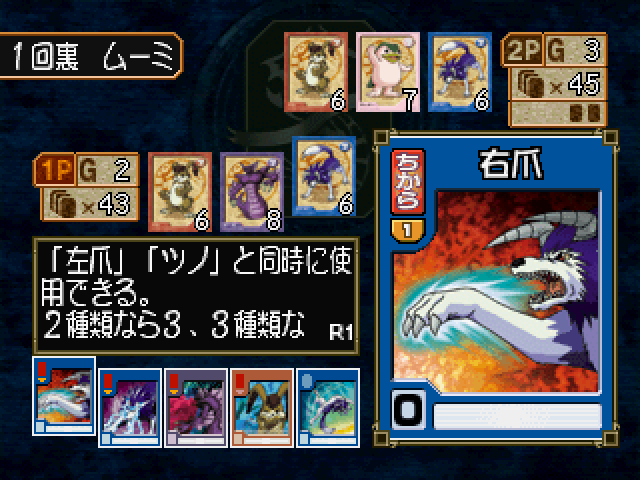 1回裏 ムーミ
6
7
6
2P G 3
×45
1P G 2
×43
6
8
6
右爪
ちから
1
「左爪」「ツノ」と同時に使
用できる。
2種類なら3、3種類な
R1
0